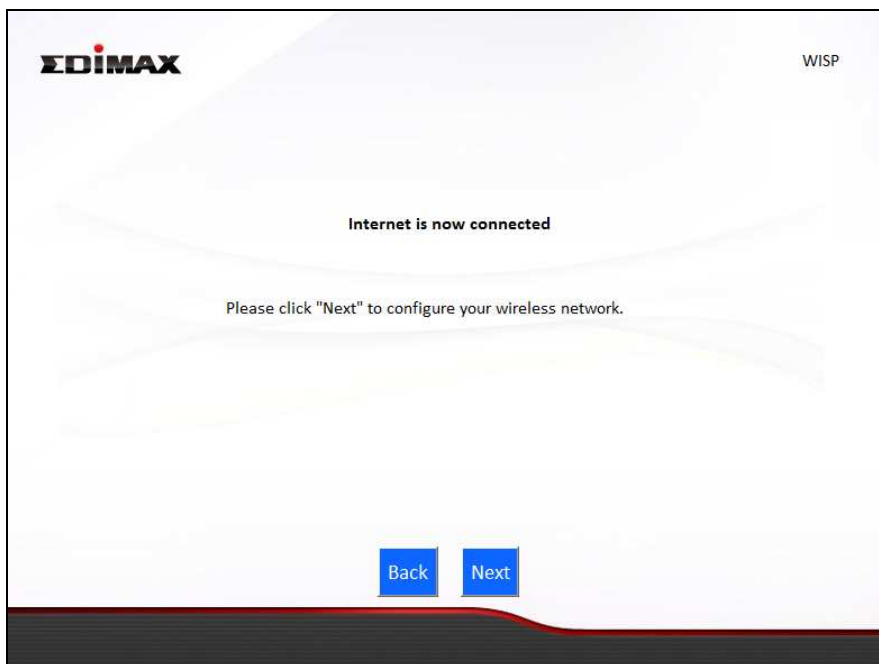 EDiMAX
WISP
Internet is now connected
Please click "Next" to configure your wireless network.
Back
Next